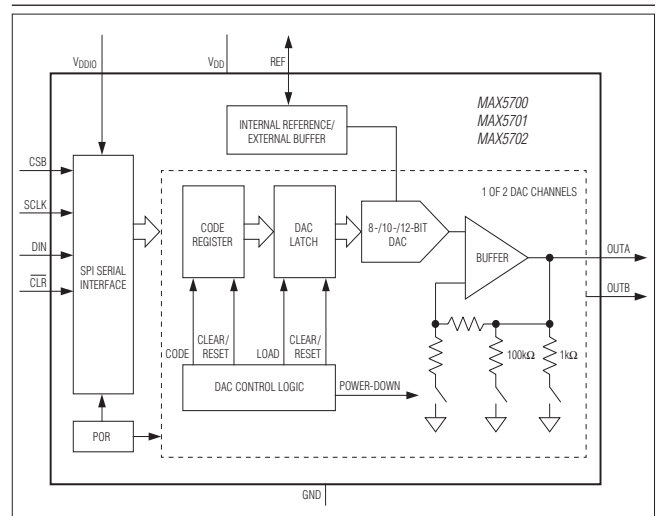 VDDIO
VDD
REF
MAX5700
MAX5701
MAX5702
INTERNAL REFERENCE/
EXTERNAL BUFFER
1 OF 2 DAC CHANNELS
CSB
SCLK
DIN
CLR
SPI SERIAL
INTERFACE
CODE
REGISTER
DAC
LATCH
8-/10-/12-BIT
DAC
BUFFER
OUTA
OUTB
CODE
CLEAR/
RESET
LOAD
CLEAR/
RESET
100kΩ
1kΩ
DAC CONTROL LOGIC
POWER-DOWN
POR
GND